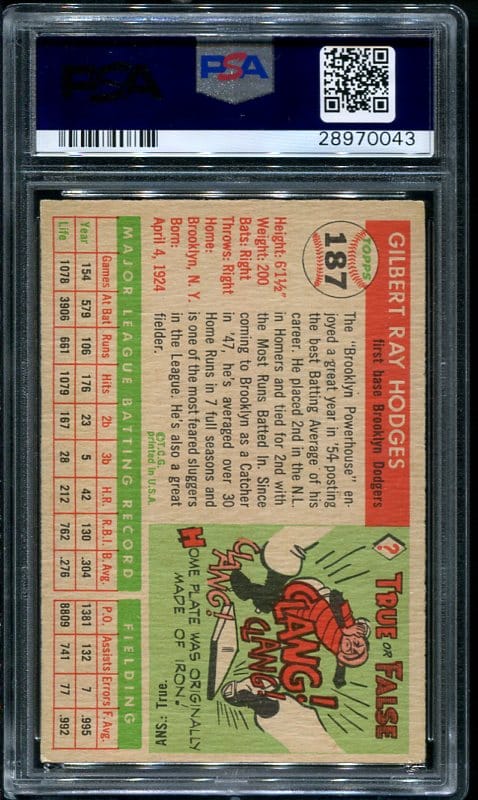 PSA
PSA
28970043
TOPPS
187
GILBERT RAY HODGES
first base Brooklyn Dodgers
Height: 6'1½"
Weight: 200
Bats: Right
Throws: Right
Home:
Brooklyn, N. Y.
Born:
April 4, 1924
The "Brooklyn Powerhouse" en-
joyed a great year in '54, posting
the best Batting Average of his
career. He placed 2nd in the N.L.
in Homers and tied for 2nd with
the Most Runs Batted In. Since
coming to Brooklyn as a Catcher
in '47, he's averaged over 30
Home Runs in 7 full seasons and
is one of the most feared sluggers
in the League. He's also a great
fielder.
©T.C.G.
printed in U.S.A.
?
TRUE OR FALSE
CLANG!
CLANG!
CLANG!
HOME PLATE WAS ORIGINALLY
MADE OF IRON!
ANS: True.
MAJOR LEAGUE BATTING RECORD
FIELDING
Games At Bat Runs Hits 2b 3b H.R. R.B.I. B.Avg. P.O. Assists Errors F.Avg.
Year 154 579 106 176 23 5 42 130 .304 1381 132 7 .995
Life 1078 3906 661 1079 167 28 212 762 .276 8809 741 77 .992